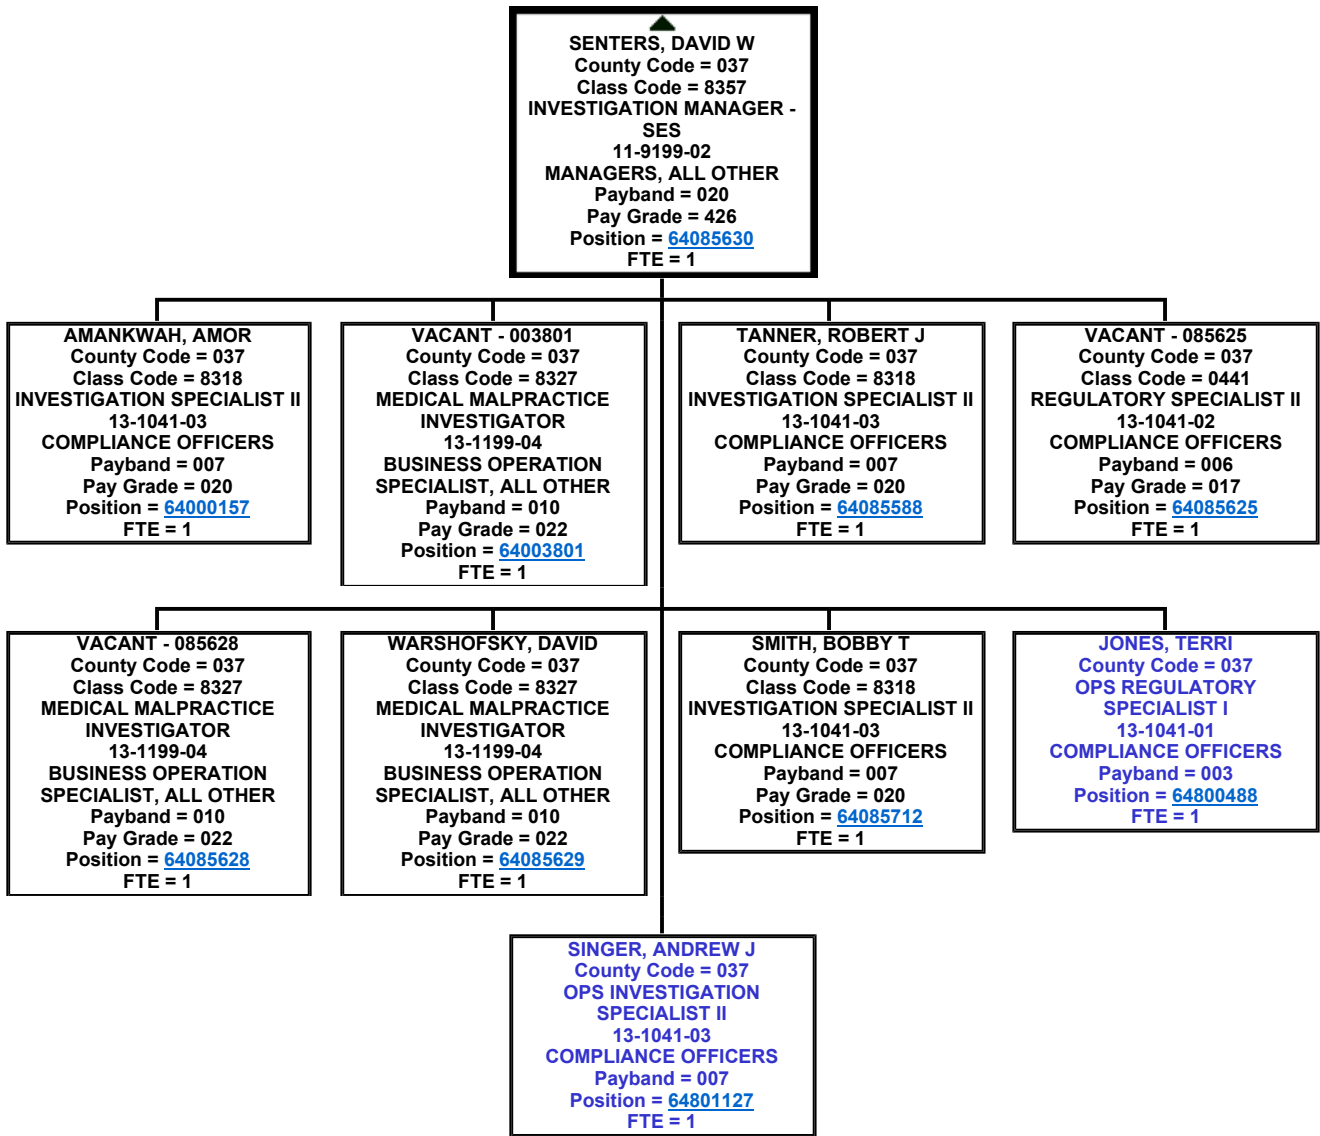 SENTERS, DAVID W
County Code = 037
Class Code = 8357
INVESTIGATION MANAGER -
SES
11-9199-02
MANAGERS, ALL OTHER
Payband = 020
Pay Grade = 426
Position = 64085630
FTE = 1
AMANKWAH, AMOR
County Code = 037
Class Code = 8318
INVESTIGATION SPECIALIST II
13-1041-03
COMPLIANCE OFFICERS
Payband = 007
Pay Grade = 020
Position = 64000157
FTE = 1
VACANT - 003801
County Code = 037
Class Code = 8327
MEDICAL MALPRACTICE
INVESTIGATOR
13-1199-04
BUSINESS OPERATION
SPECIALIST, ALL OTHER
Payband = 010
Pay Grade = 022
Position = 64003801
FTE = 1
TANNER, ROBERT J
County Code = 037
Class Code = 8318
INVESTIGATION SPECIALIST II
13-1041-03
COMPLIANCE OFFICERS
Payband = 007
Pay Grade = 020
Position = 64085588
FTE = 1
VACANT - 085625
County Code = 037
Class Code = 0441
REGULATORY SPECIALIST II
13-1041-02
COMPLIANCE OFFICERS
Payband = 006
Pay Grade = 017
Position = 64085625
FTE = 1
VACANT - 085628
County Code = 037
Class Code = 8327
MEDICAL MALPRACTICE
INVESTIGATOR
13-1199-04
BUSINESS OPERATION
SPECIALIST, ALL OTHER
Payband = 010
Pay Grade = 022
Position = 64085628
FTE = 1
WARSHOFSKY, DAVID
County Code = 037
Class Code = 8327
MEDICAL MALPRACTICE
INVESTIGATOR
13-1199-04
BUSINESS OPERATION
SPECIALIST, ALL OTHER
Payband = 010
Pay Grade = 022
Position = 64085629
FTE = 1
SMITH, BOBBY T
County Code = 037
Class Code = 8318
INVESTIGATION SPECIALIST II
13-1041-03
COMPLIANCE OFFICERS
Payband = 007
Pay Grade = 020
Position = 64085712
FTE = 1
JONES, TERRI
County Code = 037
OPS REGULATORY
SPECIALIST I
13-1041-01
COMPLIANCE OFFICERS
Payband = 003
Position = 64800488
FTE = 1
SINGER, ANDREW J
County Code = 037
OPS INVESTIGATION
SPECIALIST II
13-1041-03
COMPLIANCE OFFICERS
Payband = 007
Position = 64801127
FTE = 1